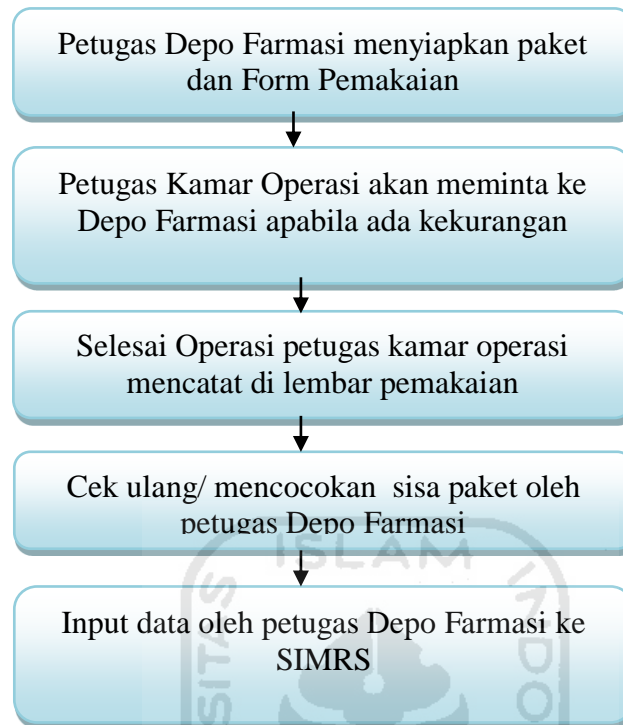 Petugas Depo Farmasi menyiapkan paket
dan Form Pemakaian
Petugas Kamar Operasi akan meminta ke
Depo Farmasi apabila ada kekurangan
Selesai Operasi petugas kamar operasi
mencatat di lembar pemakaian
Cek ulang/ mencocokan  sisa paket oleh
petugas Depo Farmasi
ISLAM
SITAS
INDO
Input data oleh petugas Depo Farmasi ke
SIMRS